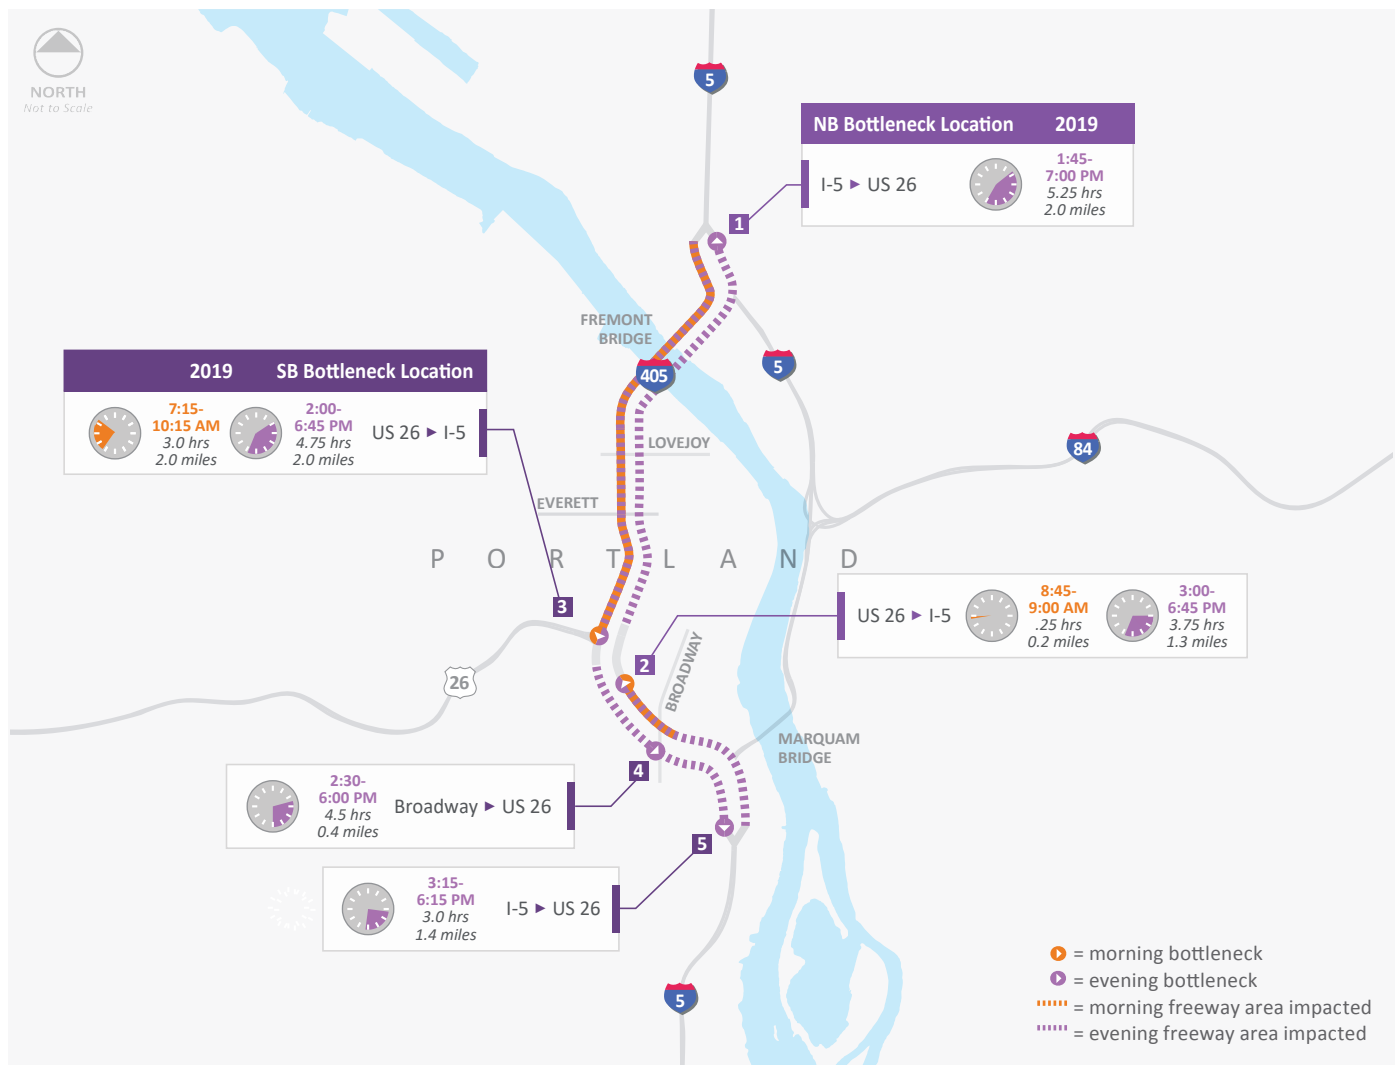 NORTH
Not to Scale
5
NB Bottleneck Location 2019
I-5 ► US 26
1:45-
7:00 PM
5.25 hrs
2.0 miles
1
FREMONT
BRIDGE
405
5
2019 SB Bottleneck Location
7:15-
10:15 AM
3.0 hrs
2.0 miles
2:00-
6:45 PM
4.75 hrs
2.0 miles
US 26 ► I-5
LOVEJOY
84
EVERETT
PORTLAND
3
US 26 ► I-5
8:45-
9:00 AM
.25 hrs
0.2 miles
3:00-
6:45 PM
3.75 hrs
1.3 miles
2
BROADWAY
26
MARQUAM
BRIDGE
4
2:30-
6:00 PM
4.5 hrs
0.4 miles
Broadway ► US 26
5
3:15-
6:15 PM
3.0 hrs
1.4 miles
I-5 ► US 26
5
= morning bottleneck
= evening bottleneck
= morning freeway area impacted
= evening freeway area impacted